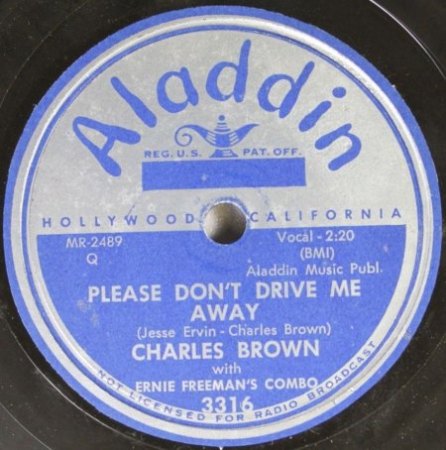 Aladdin
REG. U.S. PAT. OFF.
HOLLYWOOD CALIFORNIA
MR-2489
Q
Vocal - 2:20
(BMI)
Aladdin Music Publ.
PLEASE DON'T DRIVE ME
AWAY
(Jesse Ervin - Charles Brown)
CHARLES BROWN
with
ERNIE FREEMAN'S COMBO
3316
NOT LICENSED FOR RADIO BROADCAST